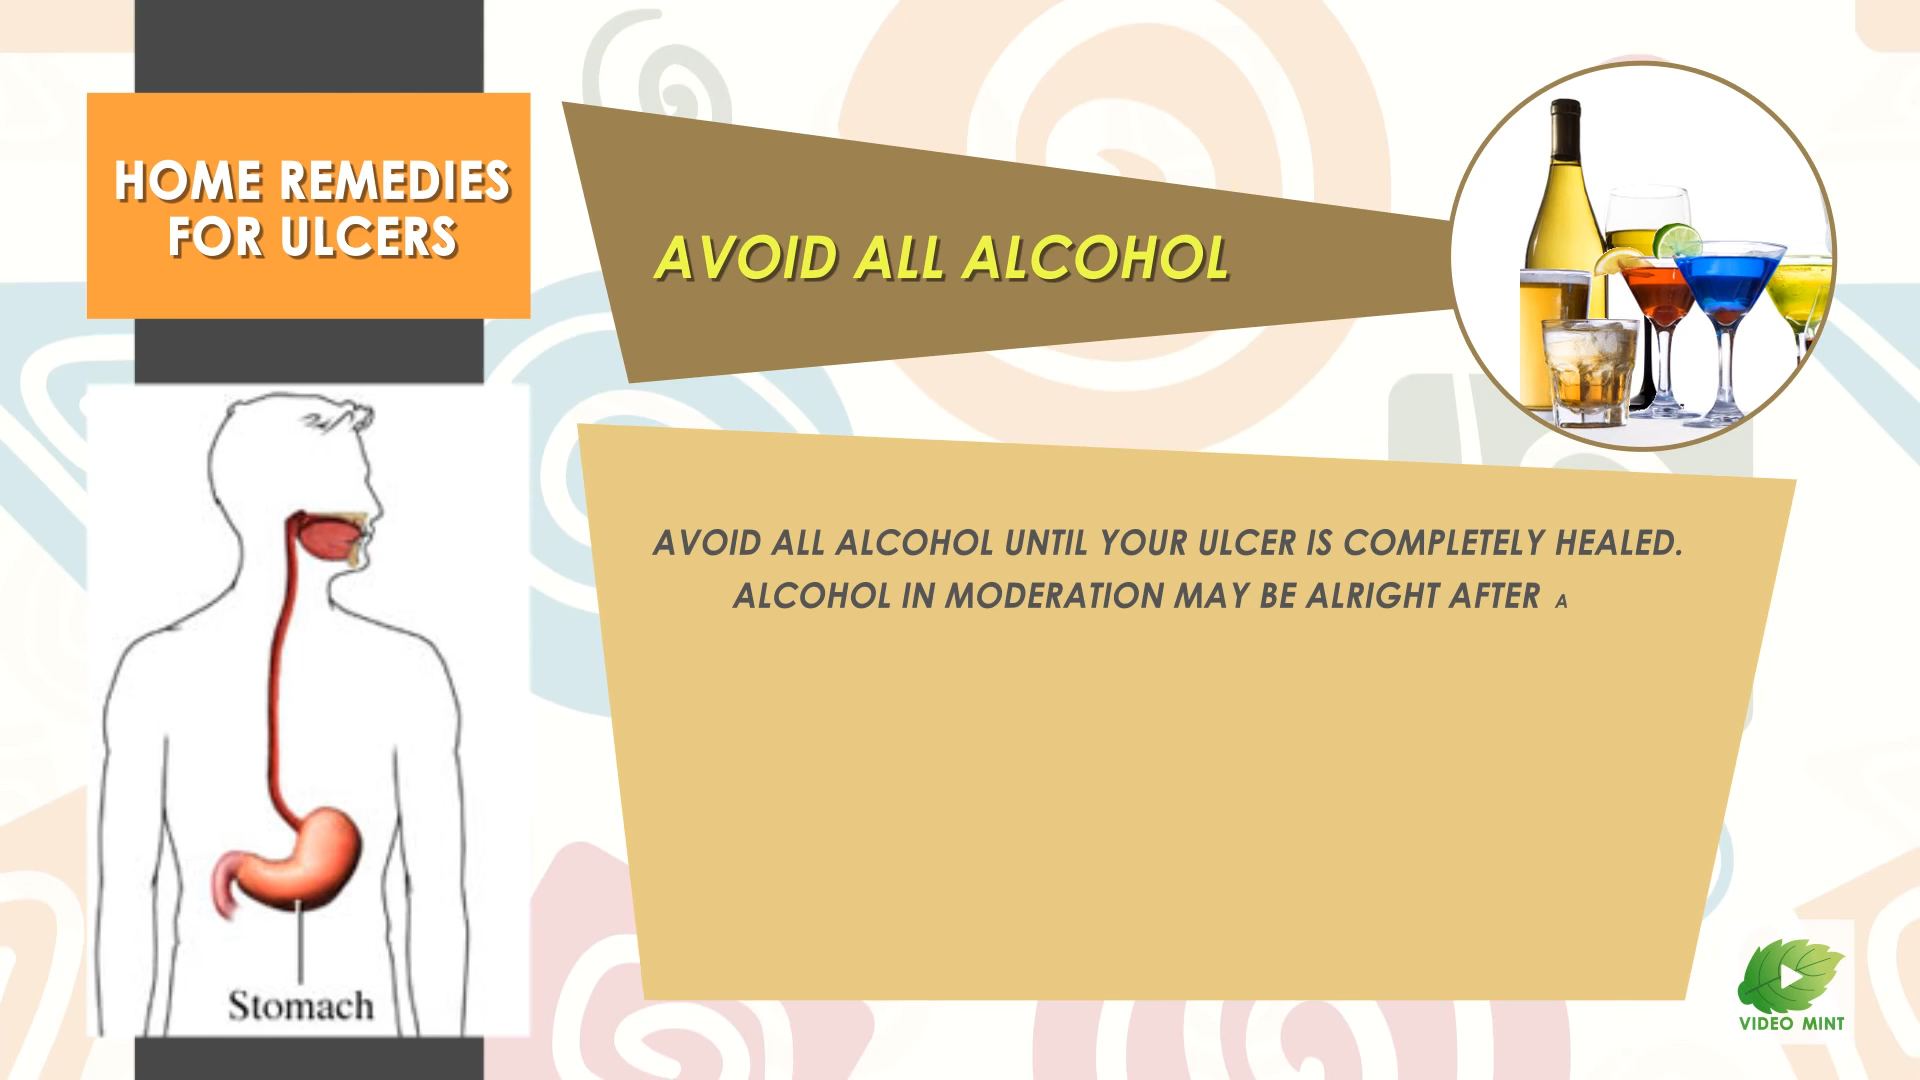 HOME REMEDIES
FOR ULCERS
AVOID ALL ALCOHOL
AVOID ALL ALCOHOL UNTIL YOUR ULCER IS COMPLETELY HEALED.
ALCOHOL IN MODERATION MAY BE ALRIGHT AFTER A
Stomach
VIDEO MINT